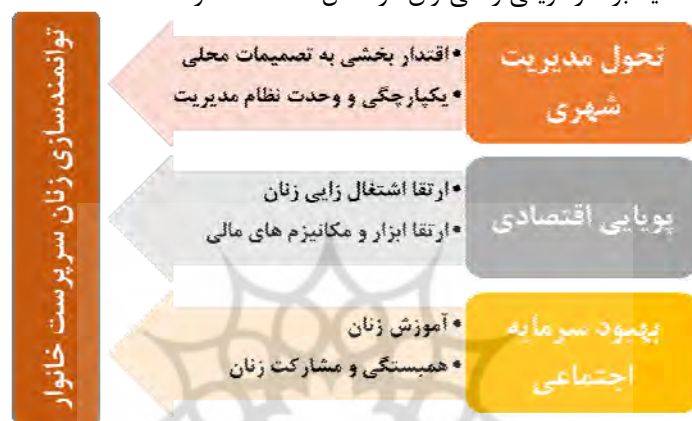 تحول مدیریت
شهری
•اقتدار بخشی به تصمیمات محلی
•یکپارچگی و وحدت نظام مدیریت
پویایی اقتصادی
•ارتقا اشتغال زایی زنان
•ارتقا ابزار و مکانیزم های مالی
بهبود سرمایه
اجتماعی
•آموزش زنان
•همبستگی و مشارکت زنان
توانمندسازی زنان سرپرست خانوار